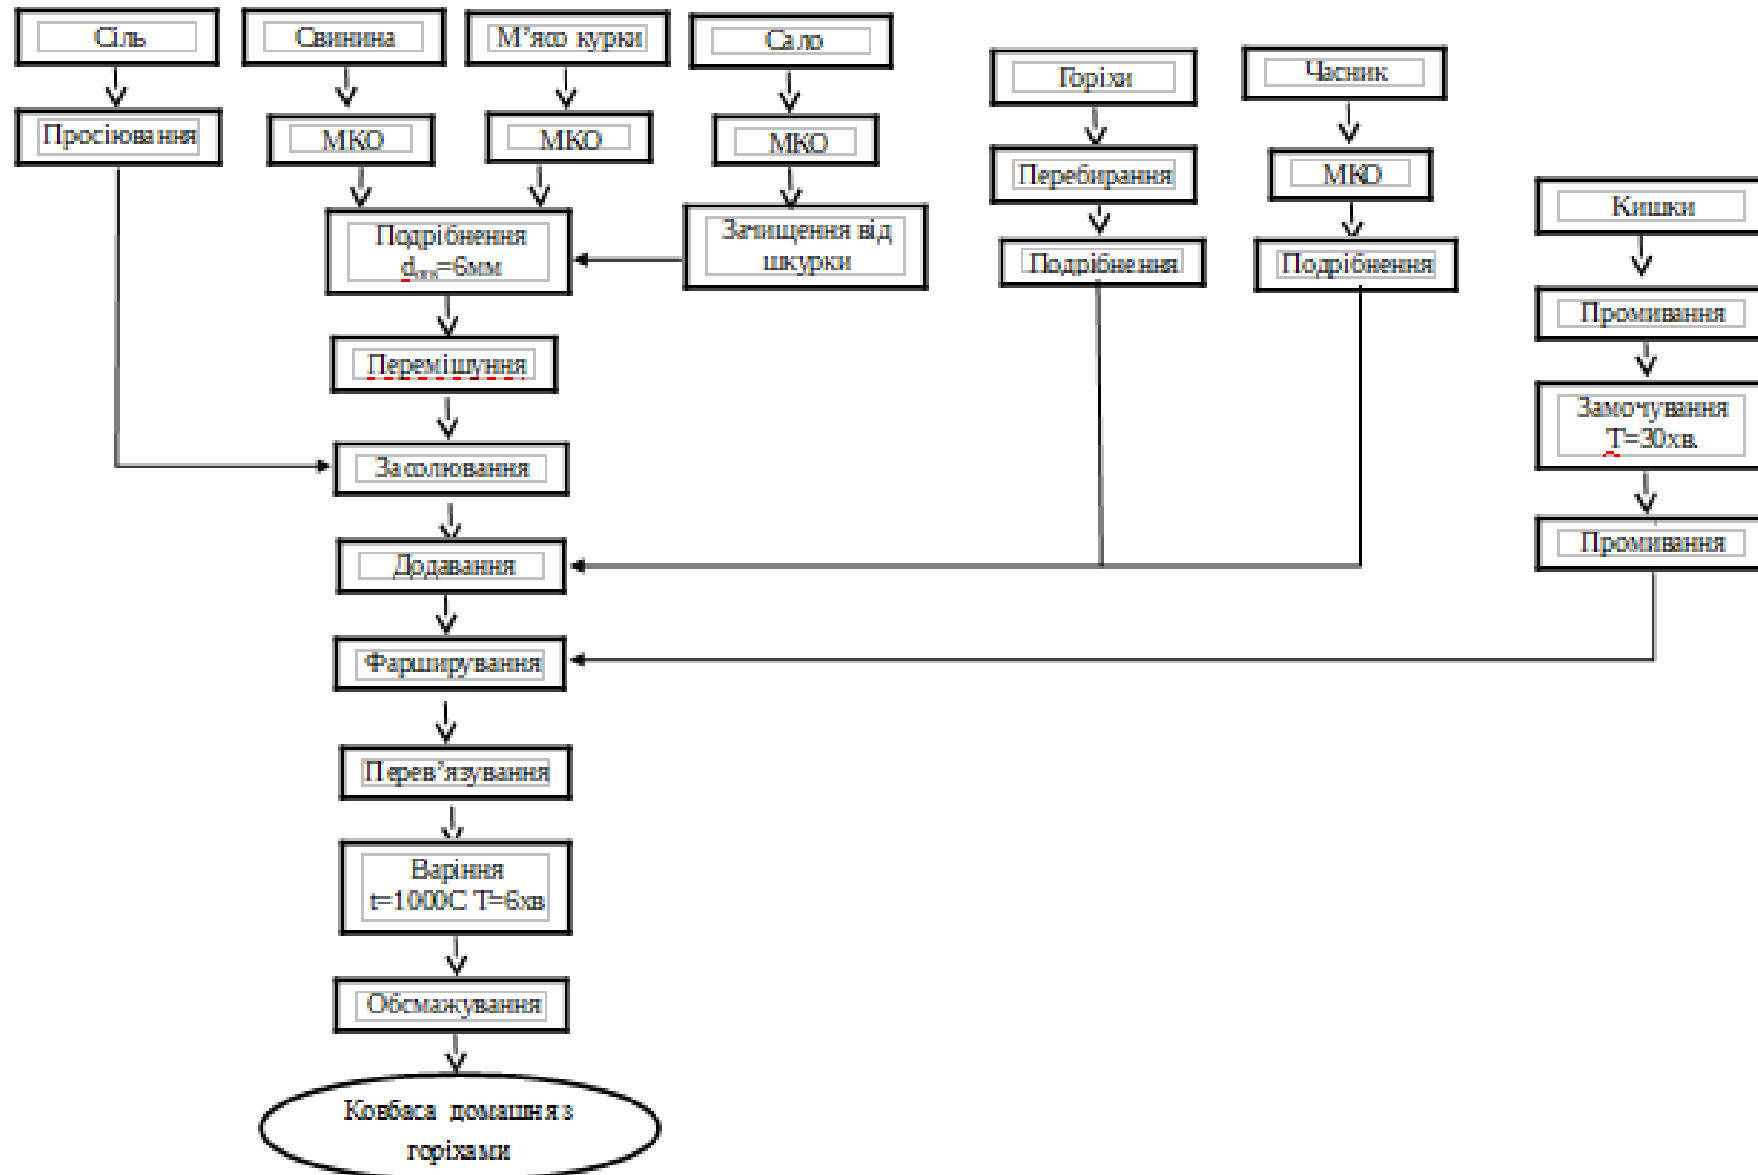 Сіль
Свинина
М’ясо курки
Сало
Горіхи
Часник
Просіювання
МКО
МКО
МКО
Перебирання
МКО
Кишки
Подрібнення
=6мм
Зачищення від
шкурки
Подрібнення
Подрібнення
Промивання
Перемішуння
Замочування
Т=30хв.
Засолювання
Промивання
Додавання
Фарширування
Перев’язування
Варіння
t=1000С Т=6хв
Обсмажування
Ковбаса домашня з
горіхами